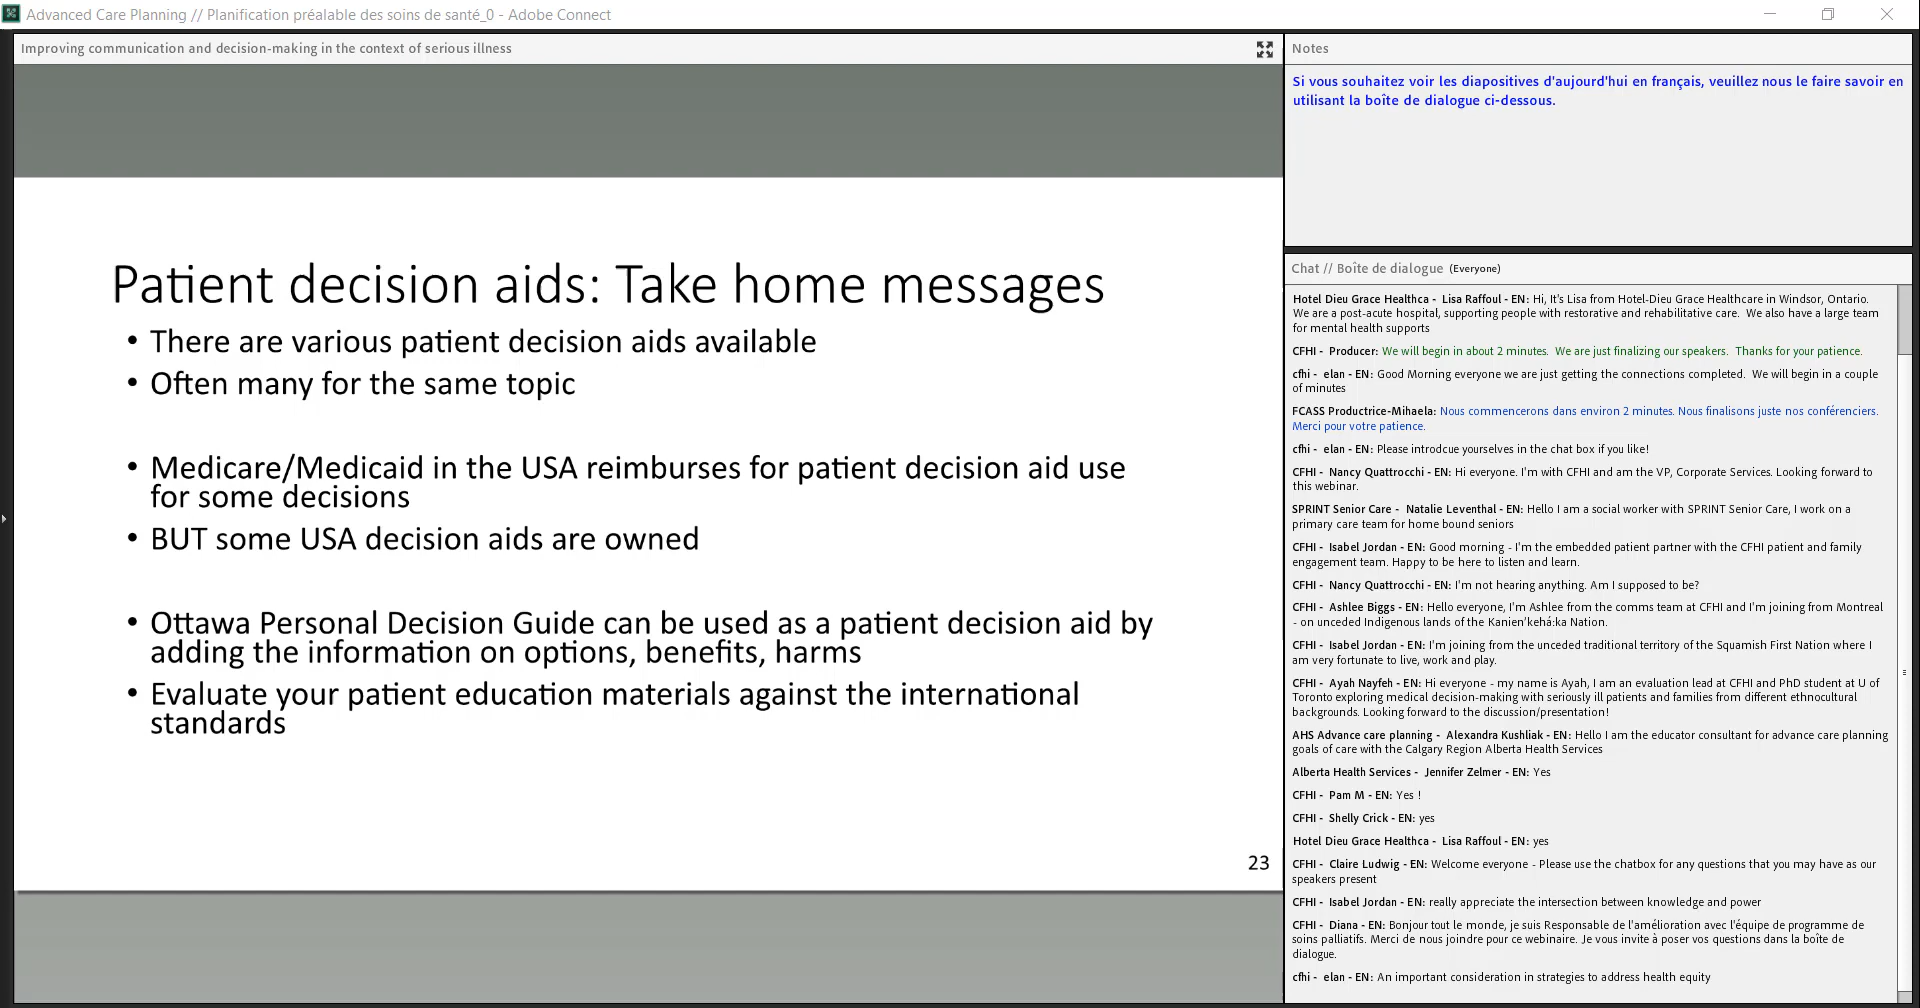 Advanced Care Planning // Planification préalable des soins de santé_0 - Adobe Connect
Improving communication and decision-making in the context of serious illness
Patient decision aids: Take home messages
• There are various patient decision aids available
• Often many for the same topic
• Medicare/Medicaid in the USA reimburses for patient decision aid use
for some decisions
• BUT some USA decision aids are owned
• Ottawa Personal Decision Guide can be used as a patient decision aid by
adding the information on options, benefits, harms
• Evaluate your patient education materials against the international
standards
23
Notes
Si vous souhaitez voir les diapositives d'aujourd'hui en français, veuillez nous le faire savoir en
utilisant la boîte de dialogue ci-dessous.
Chat // Boîte de dialogue (Everyone)
Hotel Dieu Grace Healthca - Lisa Raffoul - EN: Hi, It's Lisa from Hotel-Dieu Grace Healthcare in Windsor, Ontario.
We are a post-acute hospital, supporting people with restorative and rehabilitative care. We also have a large team
for mental health supports
CFHI - Producer: We will begin in about 2 minutes. We are just finalizing our speakers. Thanks for your patience.
cfhi - elan - EN: Good Morning everyone we are just getting the connections completed. We will begin in a couple
of minutes
FCASS Productrice-Mihaela: Nous commencerons dans environ 2 minutes. Nous finalisons juste nos conférenciers.
Merci pour votre patience.
cfhi - elan - EN: Please introdcue yourselves in the chat box if you like!
CFHI - Nancy Quattrocchi - EN: Hi everyone. I'm with CFHI and am the VP, Corporate Services. Looking forward to
this webinar.
SPRINT Senior Care - Natalie Leventhal - EN: Hello I am a social worker with SPRINT Senior Care, I work on a
primary care team for home bound seniors
CFHI - Isabel Jordan - EN: Good morning - I'm the embedded patient partner with the CFHI patient and family
engagement team. Happy to be here to listen and learn.
CFHI - Nancy Quattrocchi - EN: I'm not hearing anything. Am I supposed to be?
CFHI - Ashlee Biggs - EN: Hello everyone, I'm Ashlee from the comms team at CFHI and I'm joining from Montreal
- on unceded Indigenous lands of the Kanien'kehá:ka Nation.
CFHI - Isabel Jordan - EN: I'm joining from the unceded traditional territory of the Squamish First Nation where I
am very fortunate to live, work and play.
CFHI - Ayah Nayfeh - EN: Hi everyone - my name is Ayah, I am an evaluation lead at CFHI and PhD student at U of
Toronto exploring medical decision-making with seriously ill patients and families from different ethnocultural
backgrounds. Looking forward to the discussion/presentation!
AHS Advance care planning - Alexandra Kushliak - EN: Hello I am the educator consultant for advance care planning
goals of care with the Calgary Region Alberta Health Services
Alberta Health Services - Jennifer Zelmer - EN: Yes
CFHI - Pam M - EN: Yes !
CFHI - Shelly Crick - EN: yes
Hotel Dieu Grace Healthca - Lisa Raffoul - EN: yes
CFHI - Claire Ludwig - EN: Welcome everyone - Please use the chatbox for any questions that you may have as our
speakers present
CFHI - Isabel Jordan - EN: really appreciate the intersection between knowledge and power
CFHI - Diana - EN: Bonjour tout le monde, je suis Responsable de l'amélioration avec l'équipe de programme de
soins palliatifs. Merci de nous joindre pour ce webinaire. Je vous invite à poser vos questions dans la boîte de
dialogue.
cfhi - elan - EN: An important consideration in strategies to address health equity